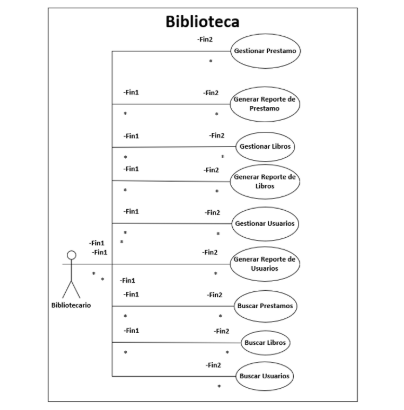 Biblioteca
-Fin2
*
Gestionar Prestamo
-Fin1
-Fin2
*
*
Generar Reporte de
Prestamo
-Fin1
-Fin2
*
*
Gestionar Libros
-Fin1
-Fin2
*
*
Generar Reporte de
Libros
-Fin1
-Fin2
*
*
Gestionar Usuarios
-Fin1
*
-Fin1
-Fin2
*
*
*
Generar Reporte de
Usuarios
-Fin1
-Fin1
-Fin2
*
*
Buscar Prestamos
Bibliotecario
-Fin1
-Fin2
*
*
Buscar Libros
-Fin2
*
Buscar Usuarios